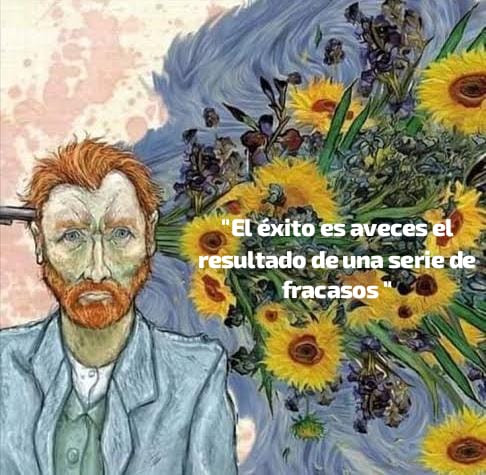 "El éxito es aveces el
resultado de una serie de
fracasos "